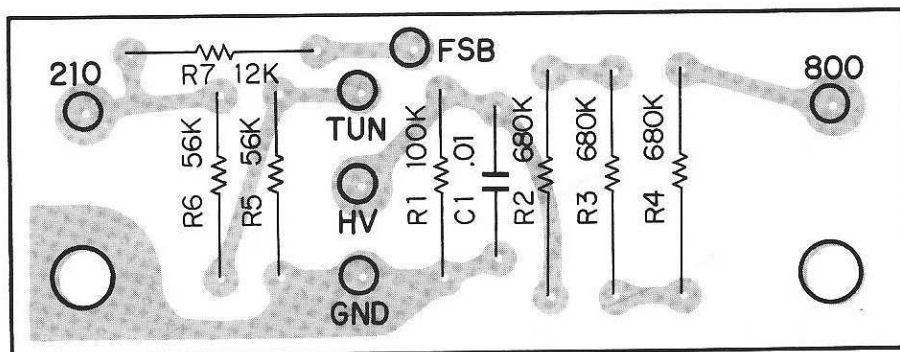 FSB
R7 12K
210
800
TUN
56K
R6
56K
R5
HV
100K
R1
.01
C1
680K
R2
680K
R3
680K
R4
GND